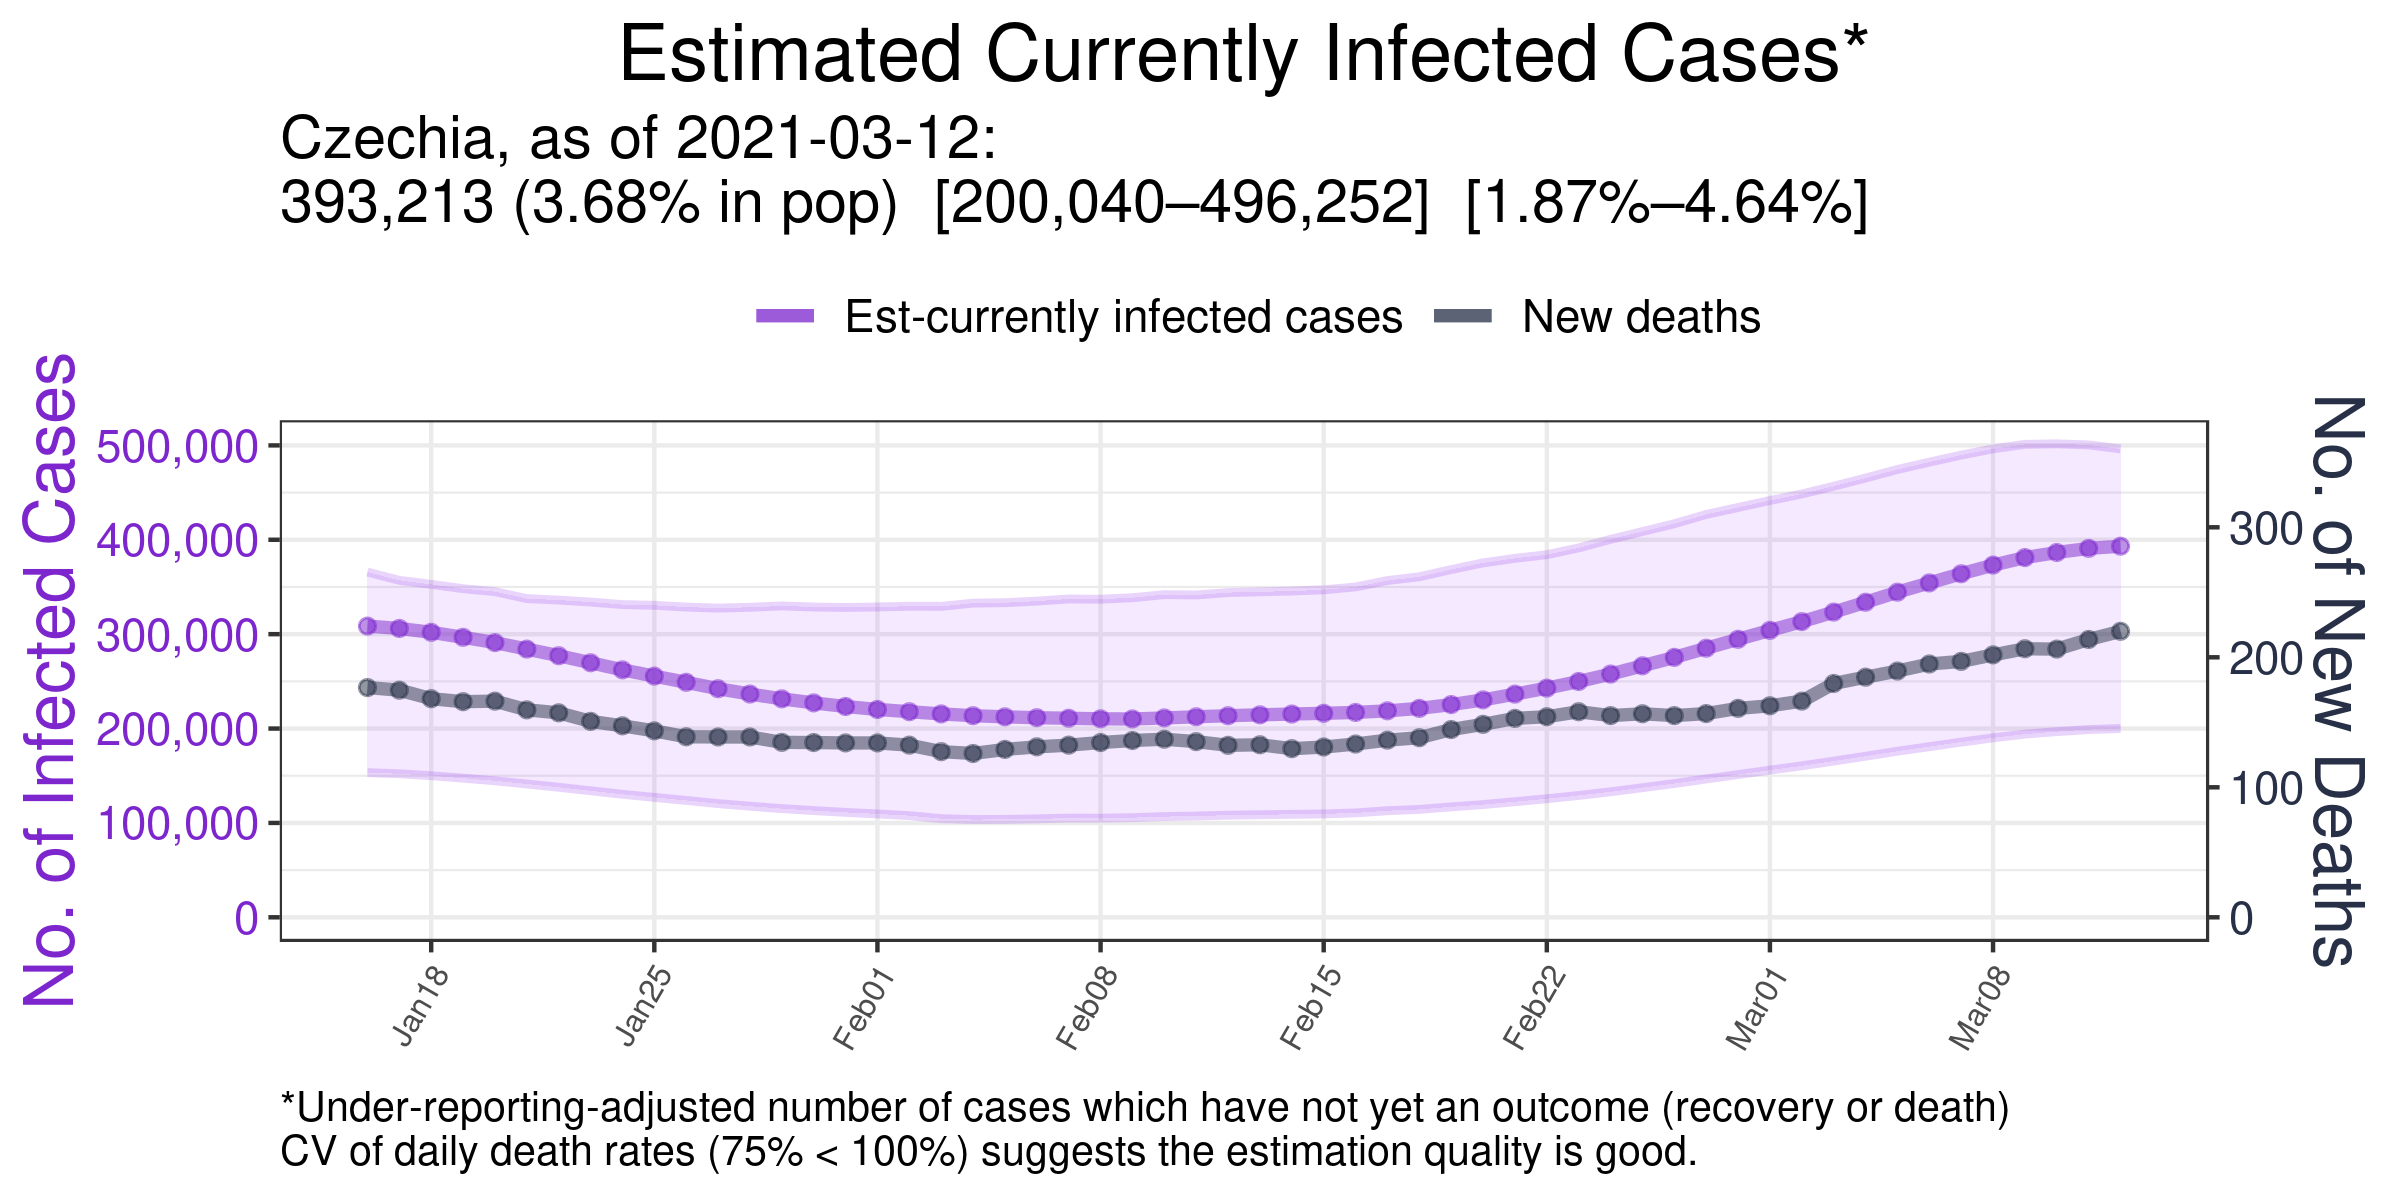 Estimated Currently Infected Cases*
Czechia, as of 2021-03-12:
393,213 (3.68% in pop) [200,040–496,252] [1.87%–4.64%]
Est-currently infected cases
New deaths
No. of Infected Cases
500,000
400,000
300,000
200,000
100,000
0
No. of New Deaths
300
200
100
0
Jan18
Jan25
Feb01
Feb08
Feb15
Feb22
Mar01
Mar08
*Under-reporting-adjusted number of cases which have not yet an outcome (recovery or death)
CV of daily death rates (75% < 100%) suggests the estimation quality is good.